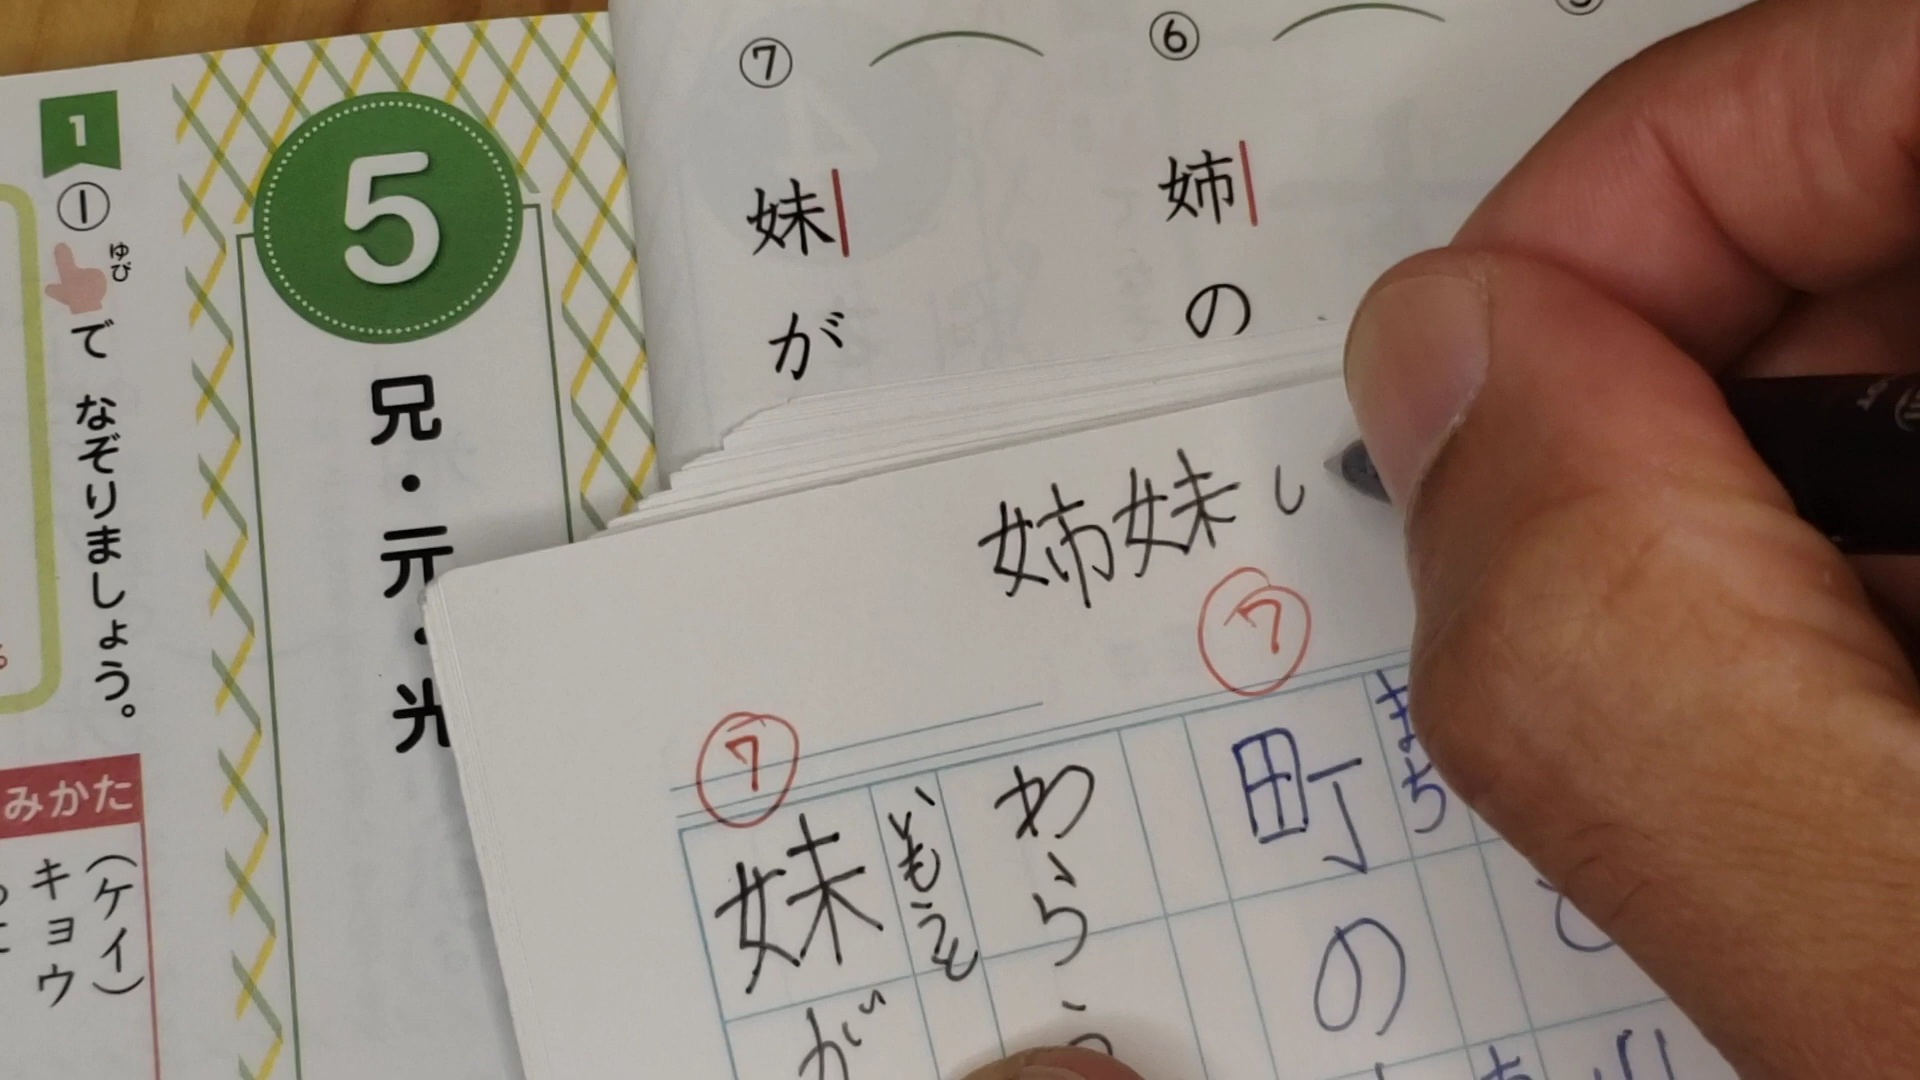 ⑦
妹が
⑥
姉の
1
①
ゆび
で なぞりましょう。
5
兄・元・光
みかた
(ケイ)
キョウ
姉妹し
⑦
町の
まち
わらう
⑦
妹が
いもうと